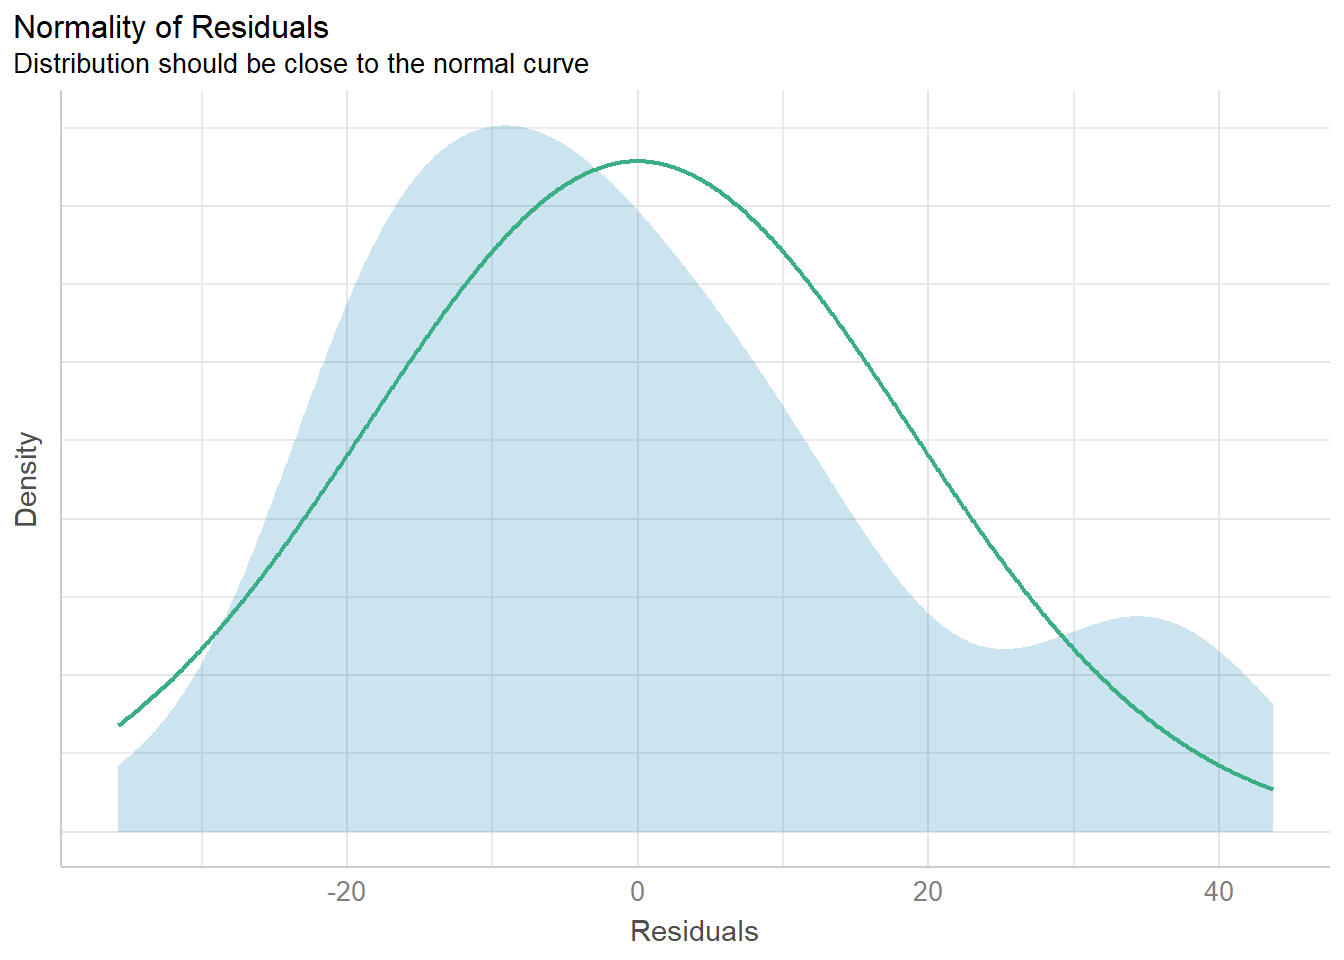 Normality of Residuals
Distribution should be close to the normal curve
Density
-20
0
20
40
Residuals